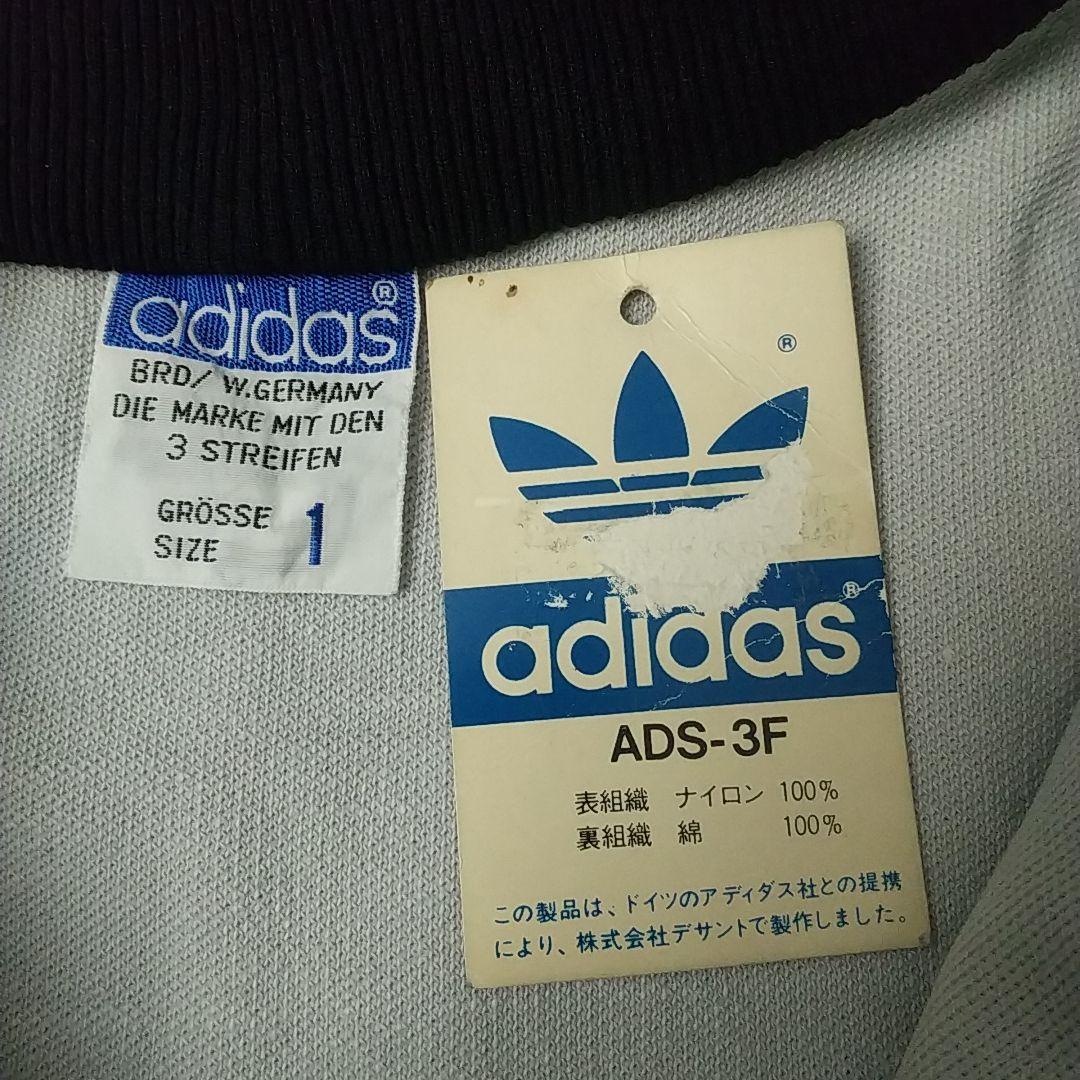 adidas®
BRD/ W.GERMANY
DIE MARKE MIT DEN
3 STREIFEN
GRÖSSE 1
SIZE
®
adidas®
ADS-3F
表組織 ナイロン 100%
裏組織 綿 100%
この製品は、ドイツのアディダス社との提携
により、株式会社デサントで製作しました。